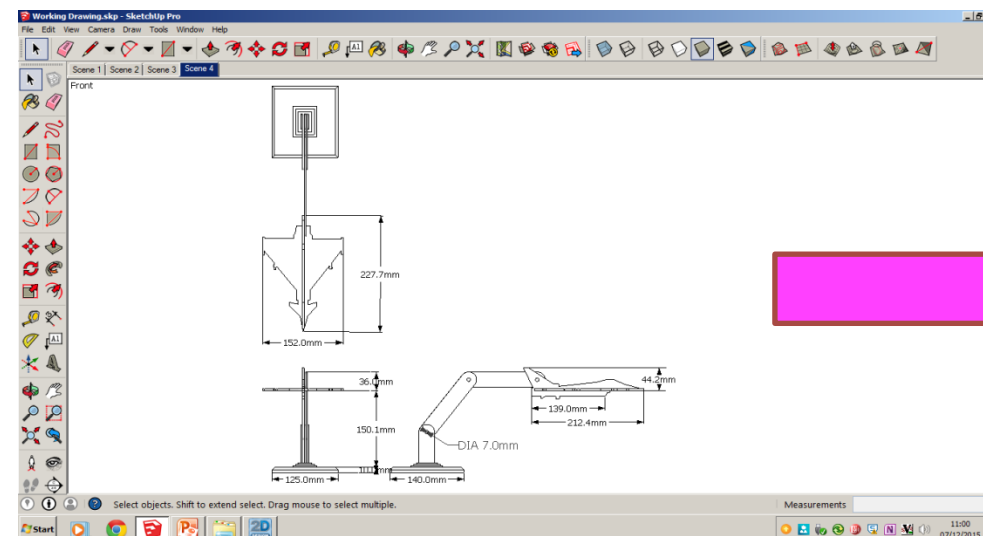 Working Drawing.skp - SketchUp Pro
File Edit View Camera Draw Tools Window Help
A1
Scene 1 Scene 2 Scene 3 Scene 4
Front
A1
227.7mm
152.0mm
36.0mm
44.2mm
139.0mm
212.4mm
150.1mm
DIA 7.0mm
125.0mm
140.0mm
Select objects. Shift to extend select. Drag mouse to select multiple.
Measurements
Start
2D
N
11:00
07/12/2015